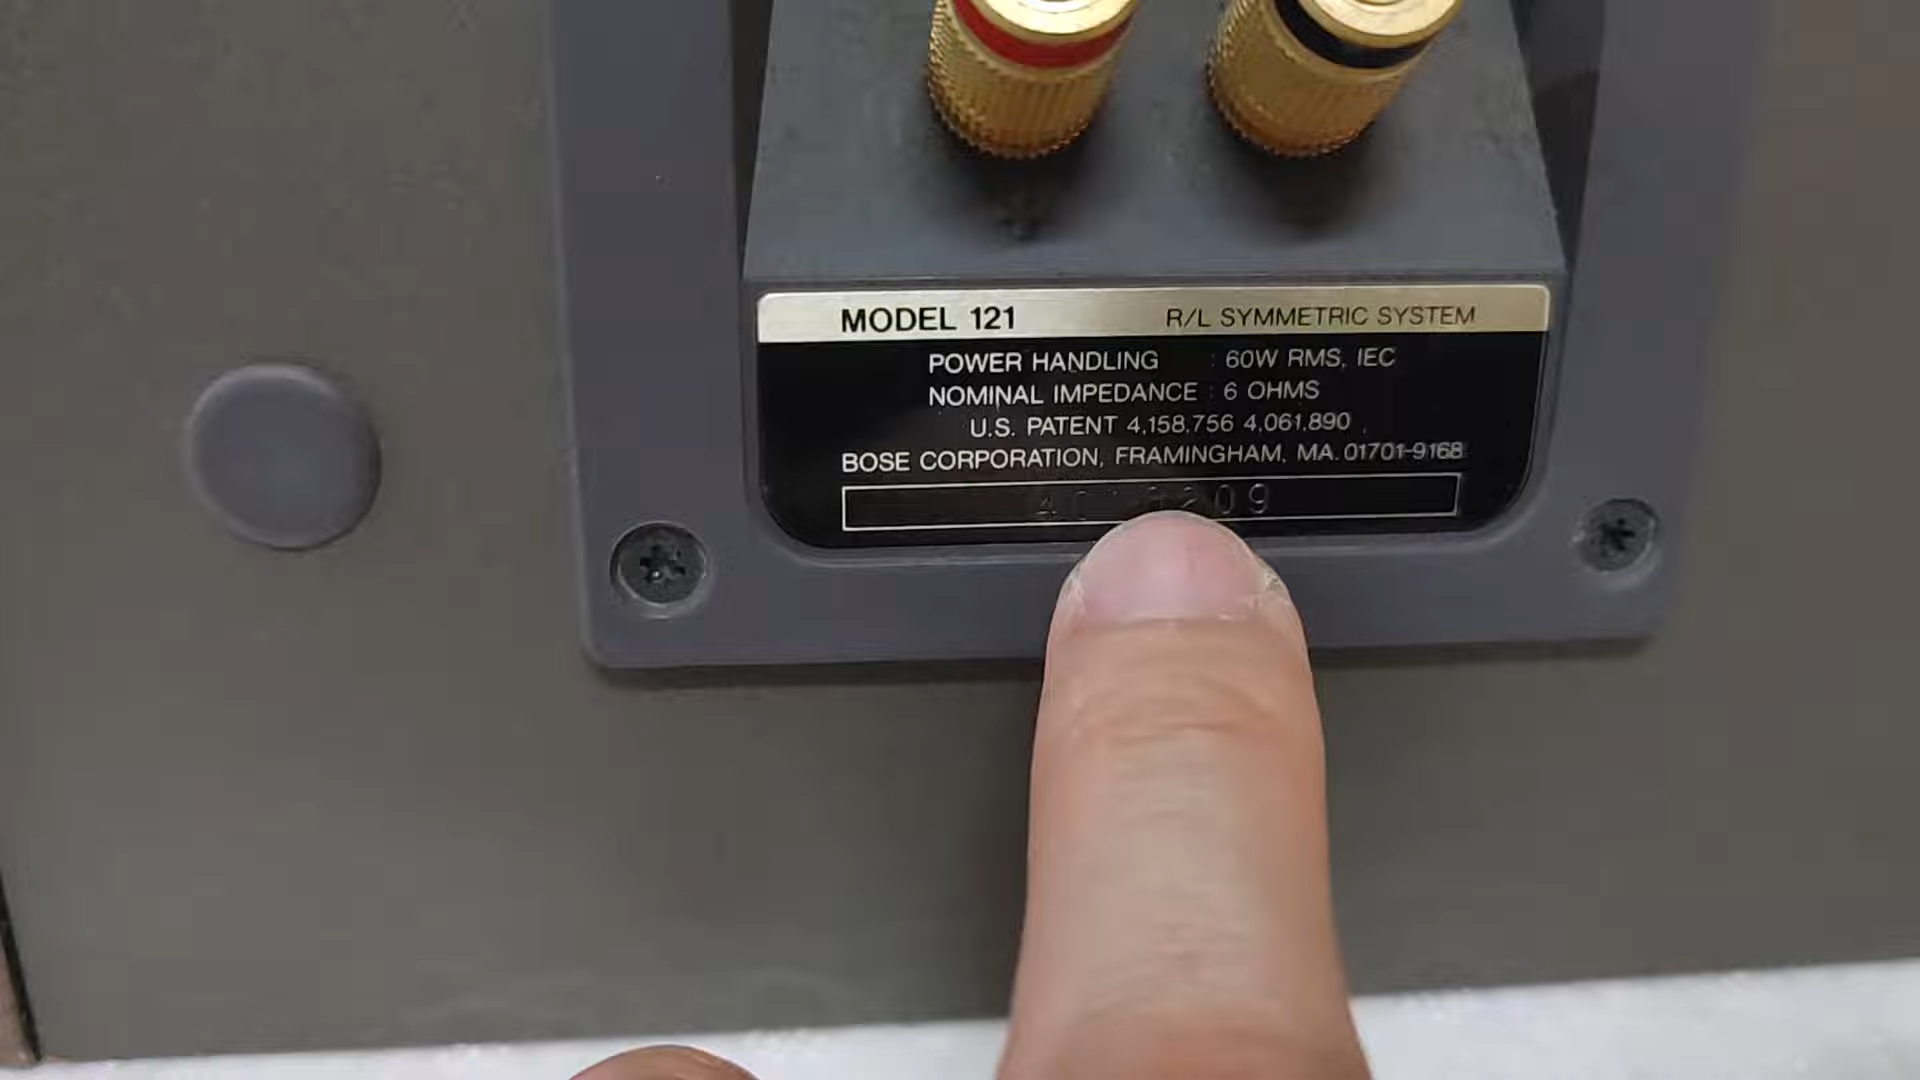 MODEL 121 R/L SYMMETRIC SYSTEM
POWER HANDLING : 60W RMS, IEC
NOMINAL IMPEDANCE : 6 OHMS
U.S. PATENT 4,158,756 4,061,890
BOSE CORPORATION, FRAMINGHAM, MA. 01701-9168